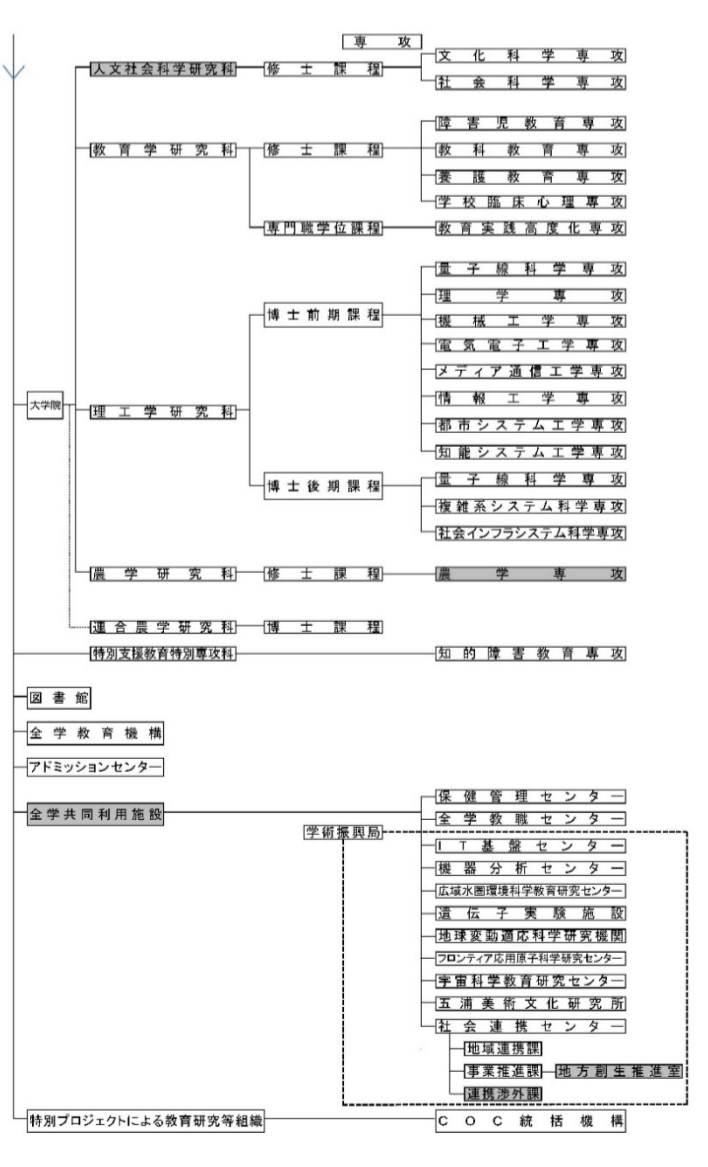 専攻
人文社会科学研究科 修士課程 文化科学専攻
社会科学専攻
教育学研究科 修士課程 障害児教育専攻
教科教育専攻
養護教育専攻
学校臨床心理専攻
専門職学位課程 教育実践高度化専攻
大学院
理工学研究科 博士前期課程 量子線科学専攻
理学専攻
機械工学専攻
電気電子工学専攻
メディア通信工学専攻
情報工学専攻
都市システム工学専攻
知能システム工学専攻
博士後期課程 量子線科学専攻
複雑系システム科学専攻
社会インフラシステム科学専攻
農学研究科 修士課程 農学専攻
連合農学研究科 博士課程
特別支援教育特別専攻科 知的障害教育専攻
図書館
全学教育機構
アドミッションセンター
全学共同利用施設 保健管理センター
全学教職センター
学術振興局
IT基盤センター
機器分析センター
広域水圏環境科学教育研究センター
遺伝子実験施設
地球変動適応科学研究機関
フロンティア応用原子科学研究センター
宇宙科学教育研究センター
五浦美術文化研究所
社会連携センター
地域連携課
事業推進課 地方創生推進室
連携渉外課
特別プロジェクトによる教育研究等組織 COC統括機構